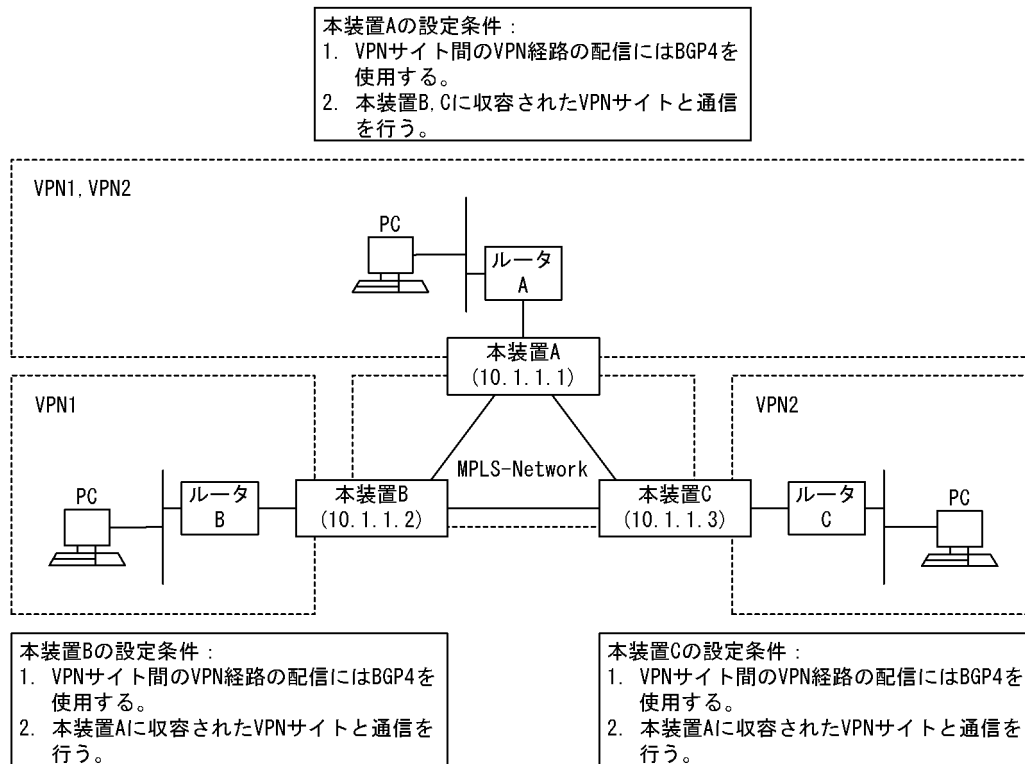 本装置Aの設定条件：
1. VPNサイト間のVPN経路の配信にはBGP4を
使用する。
2. 本装置B,Cに収容されたVPNサイトと通信
を行う。
VPN1,VPN2
PC
ルータ
A
本装置A
(10.1.1.1)
VPN1
VPN2
MPLS-Network
PC
ルータ
B
本装置B
(10.1.1.2)
本装置C
(10.1.1.3)
ルータ
C
PC
本装置Bの設定条件：
1. VPNサイト間のVPN経路の配信にはBGP4を
使用する。
2. 本装置Aに収容されたVPNサイトと通信を
行う。
本装置Cの設定条件：
1. VPNサイト間のVPN経路の配信にはBGP4を
使用する。
2. 本装置Aに収容されたVPNサイトと通信を
行う。